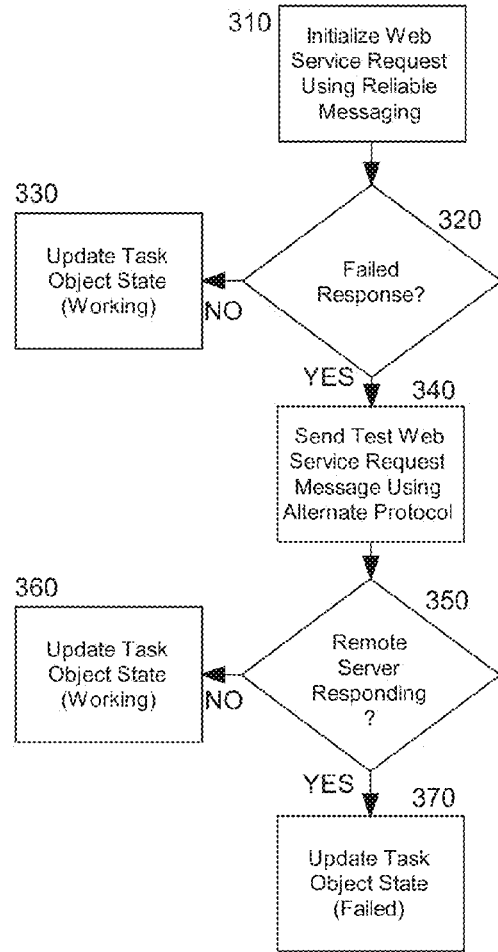 310
Initialize Web
Service Request
Using Reliable
Messaging
320
Failed
Response?
330
Update Task
Object State
(Working)
NO
YES
340
Send Test Web
Service Request
Message Using
Alternate Protocol
350
Remote
Server
Responding
?
360
Update Task
Object State
(Working)
NO
YES
370
Update Task
Object State
(Failed)